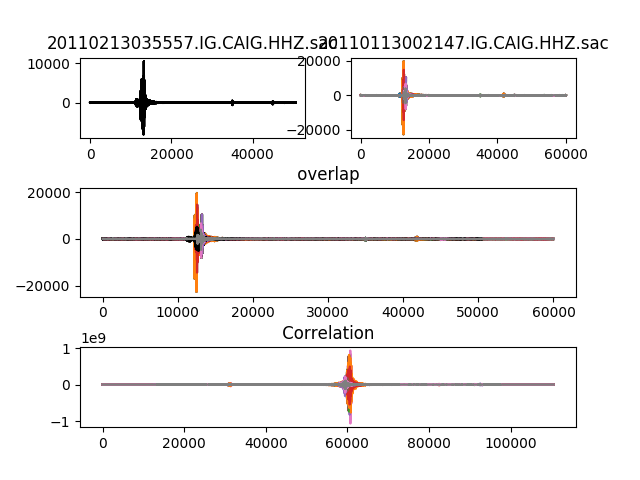 20110213035557.IG.CAIG.HHZ.sac
20110113002147.IG.CAIG.HHZ.sac
10000
0
0 20000 40000
20000
0
−20000
0 20000 40000 60000
overlap
20000
0
−20000
0 10000 20000 30000 40000 50000 60000
Correlation
1e9
1
0
−1
0 20000 40000 60000 80000 100000